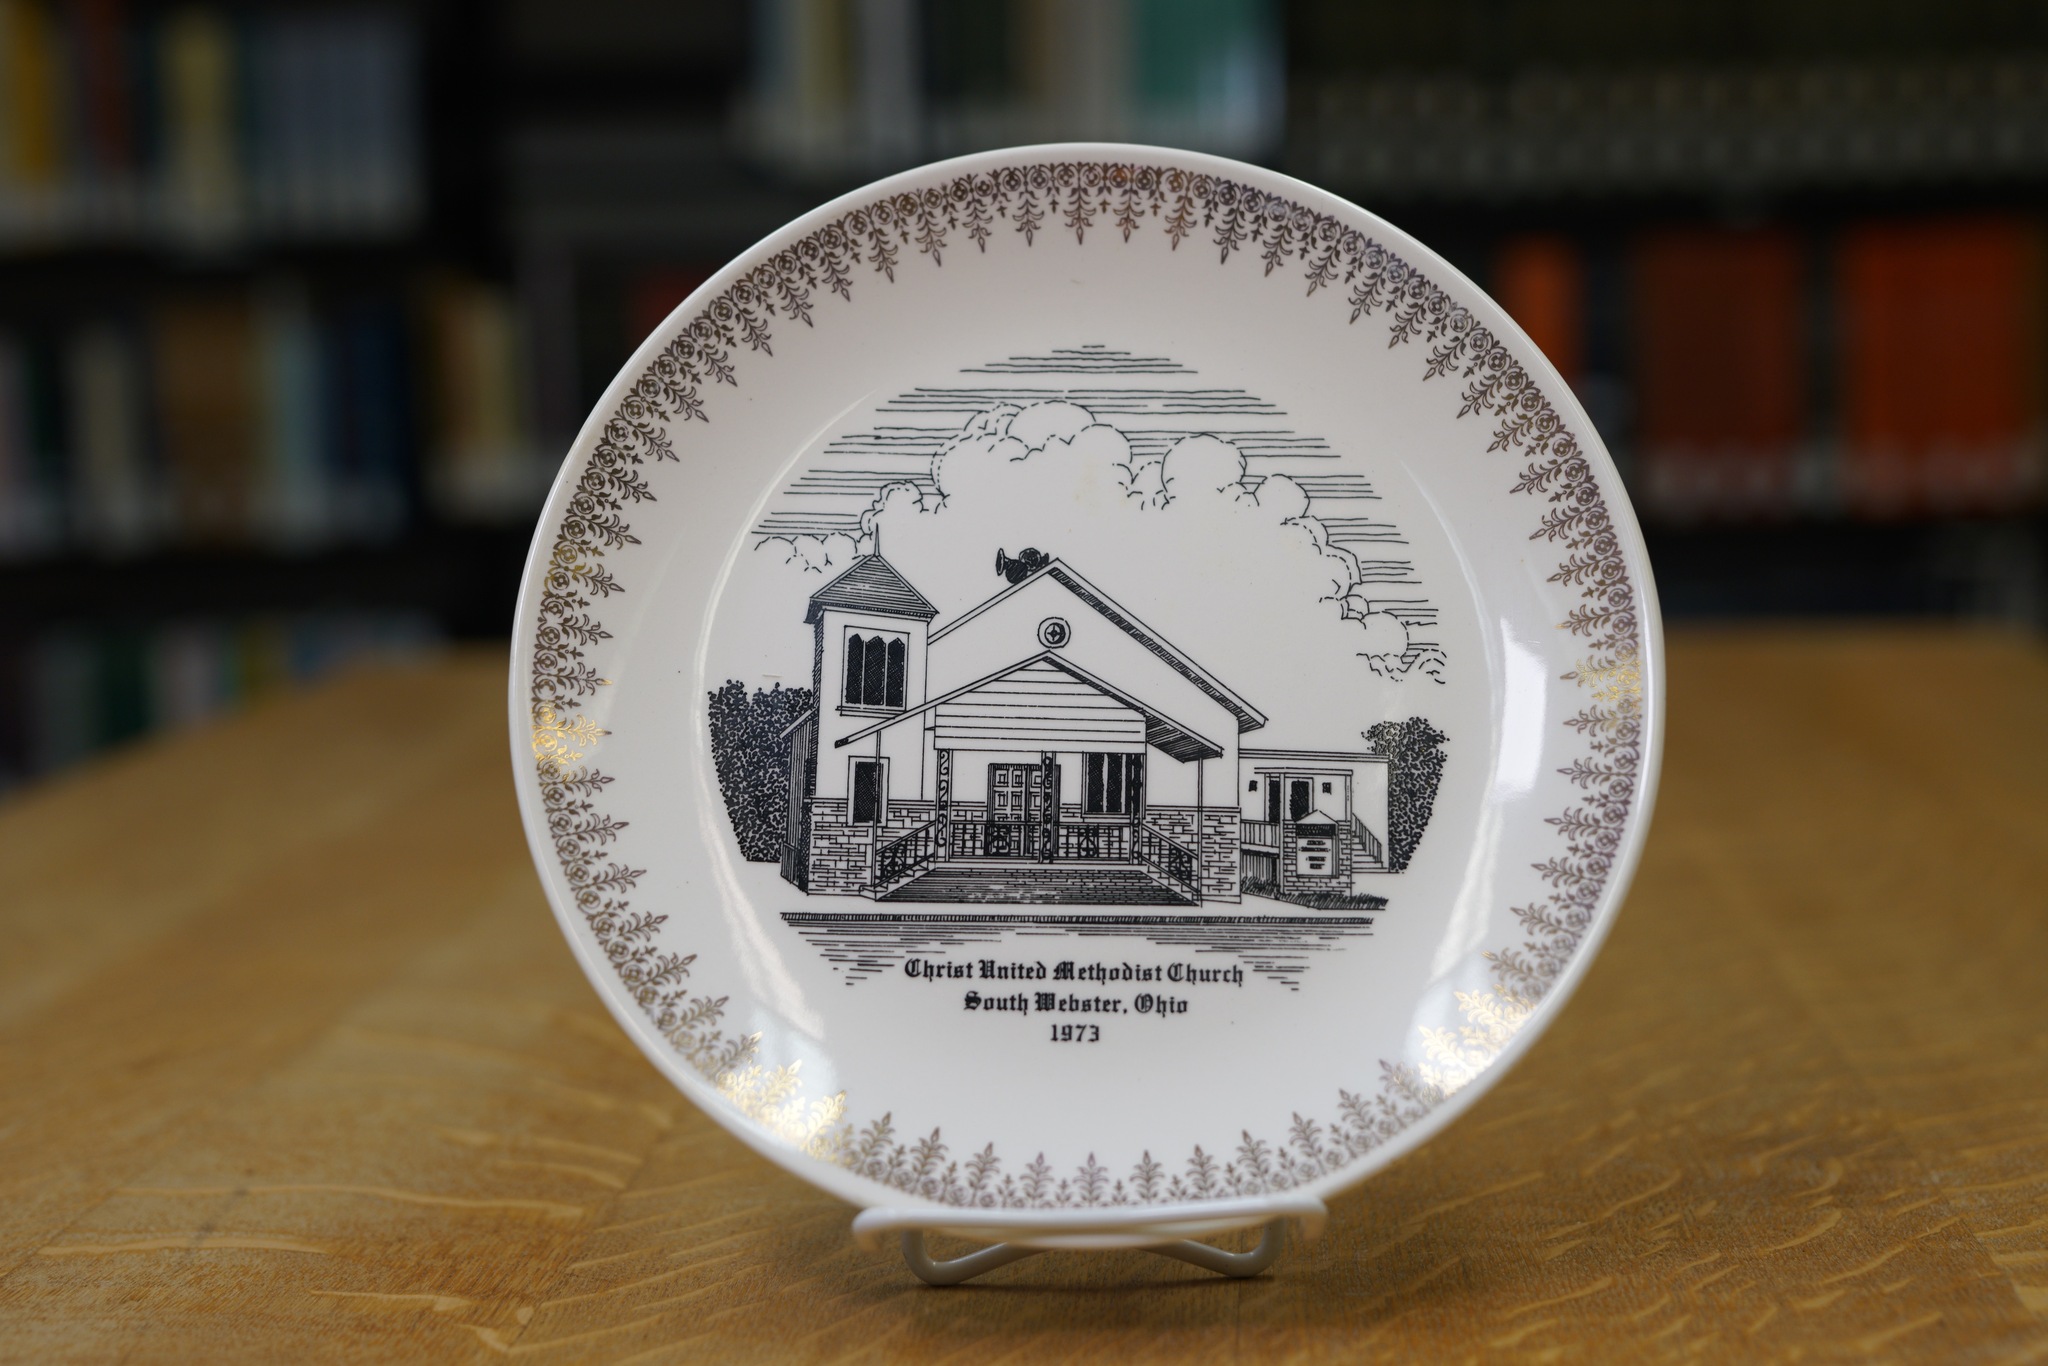 Christ United Methodist Church
South Webster, Ohio
1973